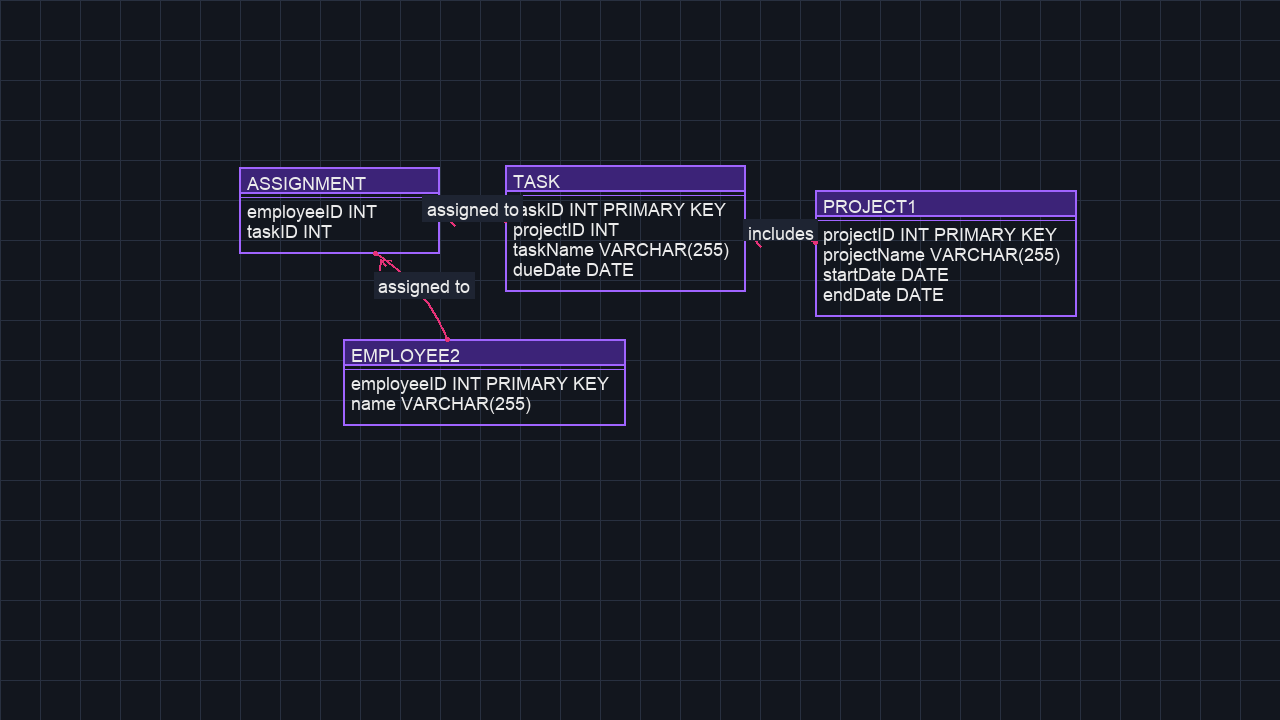 ASSIGNMENT
employeeID INT
taskID INT
assigned to
TASK
askID INT PRIMARY KEY
projectID INT
taskName VARCHAR(255)
dueDate DATE
includes
PROJECT1
projectID INT PRIMARY KEY
projectName VARCHAR(255)
startDate DATE
endDate DATE
assigned to
EMPLOYEE2
employeeID INT PRIMARY KEY
name VARCHAR(255)